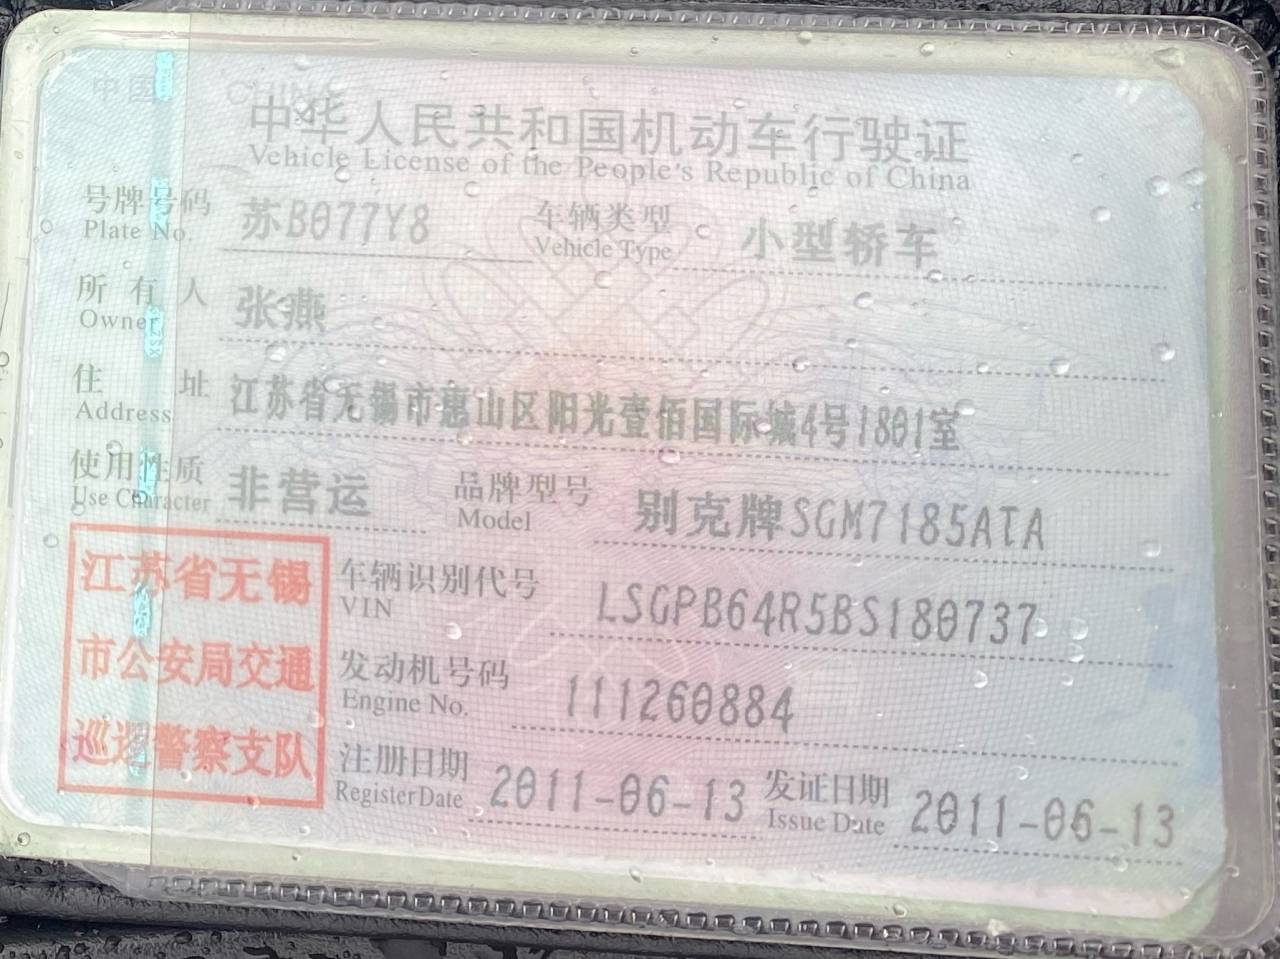 中国 CHINA
中华人民共和国机动车行驶证
Vehicle License of the People's Republic of China
号牌号码 苏B077Y8 车辆类型 小型轿车
Plate No. Vehicle Type
所有人 张燕
Owner
住址 江苏省无锡市惠山区阳光壹佰国际城4号1801室
Address
使用性质 非营运 品牌型号 别克牌SGM7185ATA
Use Character Model
江苏省无锡
市公安局交通
巡逻警察支队
车辆识别代号 LSGPB64R5BS180737
VIN
发动机号码 111260884
Engine No.
注册日期 2011-06-13 发证日期 2011-06-13
Register Date Issue Date